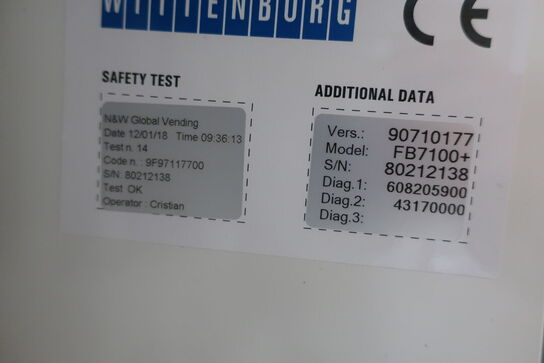 WITTENBORG
CE
SAFETY TEST
N&W Global Vending
Date 12/01/18 Time 09:36:13
Test n. 14
Code n. : 9F97117700
S/N: 80212138
Test OK
Operator : Cristian
ADDITIONAL DATA
Vers.: 90710177
Model: FB7100+
S/N: 80212138
Diag.1: 608205900
Diag.2: 43170000
Diag.3: